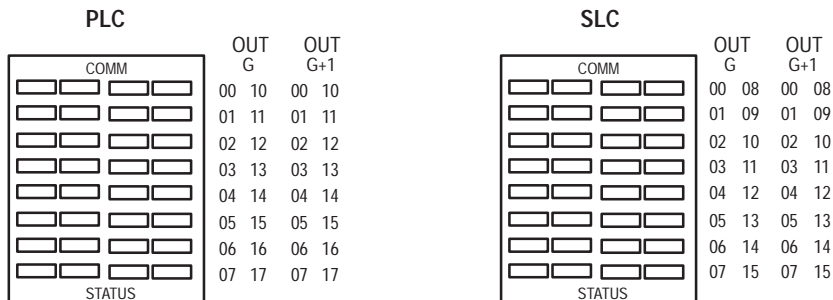 PLC
OUT OUT
G G+1
COMM
00 10 00 10
01 11 01 11
02 12 02 12
03 13 03 13
04 14 04 14
05 15 05 15
06 16 06 16
07 17 07 17
STATUS
SLC
OUT OUT
G G+1
COMM
00 08 00 08
01 09 01 09
02 10 02 10
03 11 03 11
04 12 04 12
05 13 05 13
06 14 06 14
07 15 07 15
STATUS